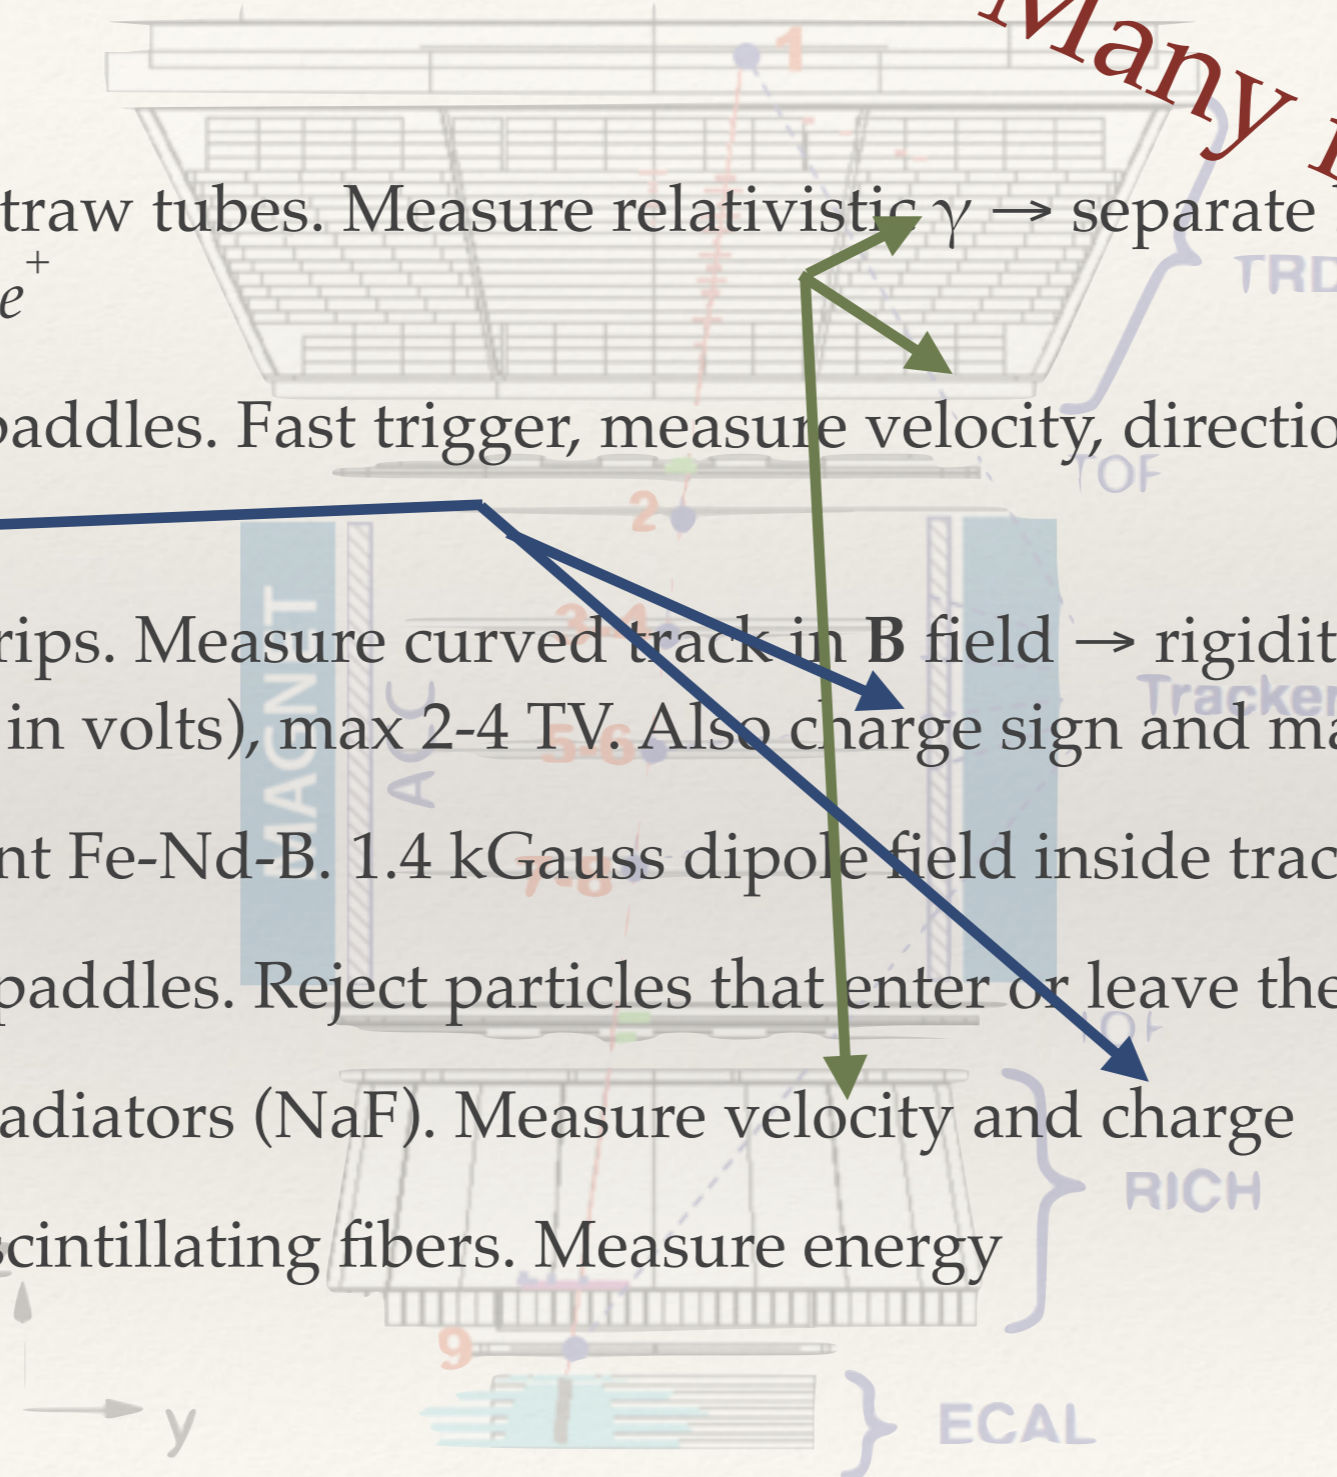 Many
1
traw tubes. Measure relativistic γ → separate
e⁺
TRD
paddles. Fast trigger, measure velocity, directio
TOF
2
MAGNET
ACC
3-4
rips. Measure curved track in B field → rigidit
Tracker
in volts), max 2-4 TV. Also charge sign and ma
5-6
nt Fe-Nd-B. 1.4 kGauss dipole field inside trac
7-8
paddles. Reject particles that enter or leave the
TOF
adiators (NaF). Measure velocity and charge
RICH
scintillating fibers. Measure energy
9
y
ECAL